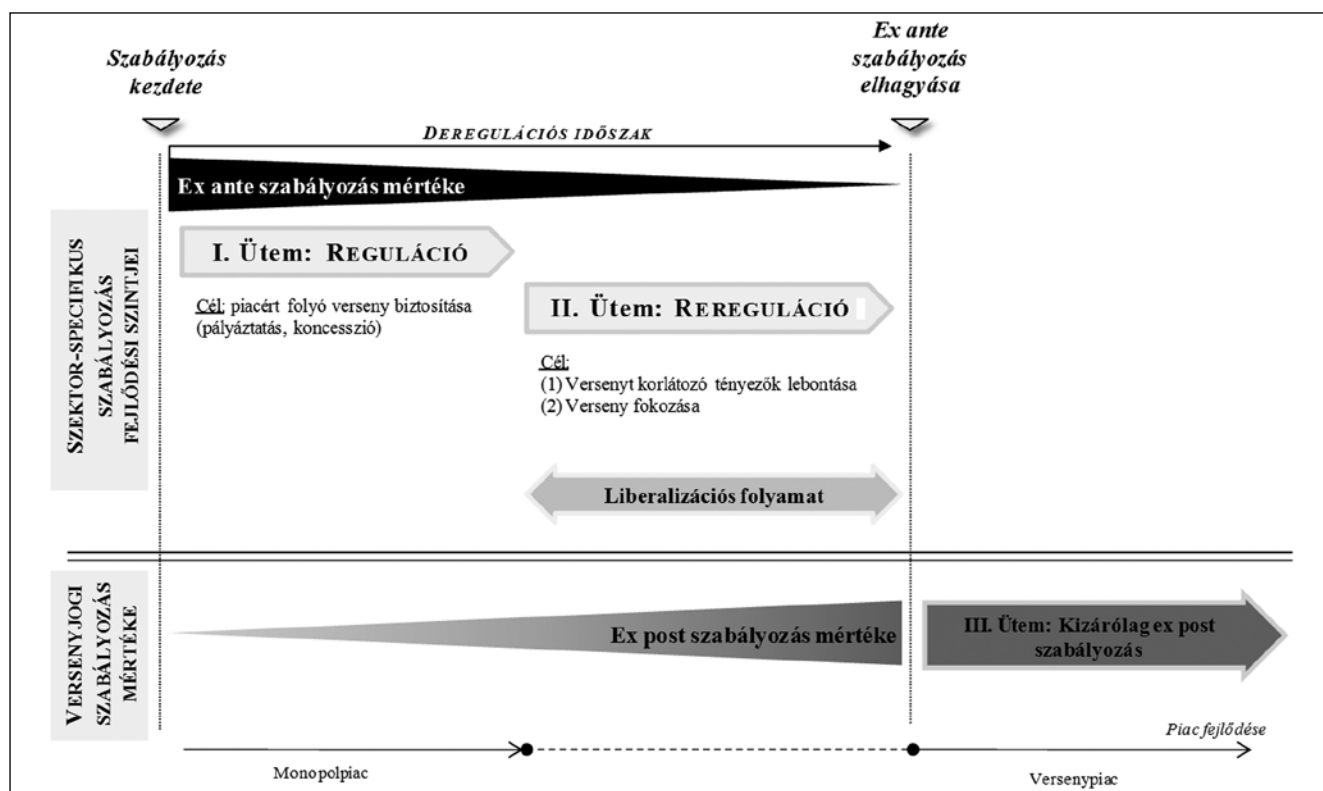 Szabályozás
kezdete
Ex ante
szabályozás
elhagyása
DEREGULÁCIÓS IDŐSZAK
Ex ante szabályozás mértéke
SZEKTOR-SPECIFIKUS
SZABÁLYOZÁS
FEJLŐDÉSI SZINTJEI
I. Ütem: REGULÁCIÓ
Cél: piacért folyó verseny biztosítása
(pályáztatás, koncesszió)
II. Ütem: REREGULÁCIÓ
Cél:
(1) Versenyt korlátozó tényezők lebontása
(2) Verseny fokozása
Liberalizációs folyamat
VERSENYJOGI
SZABÁLYOZÁS
MÉRTÉKE
Ex post szabályozás mértéke
III. Ütem: Kizárólag ex post
szabályozás
Piac fejlődése
Monopolpiac
Versenypiac